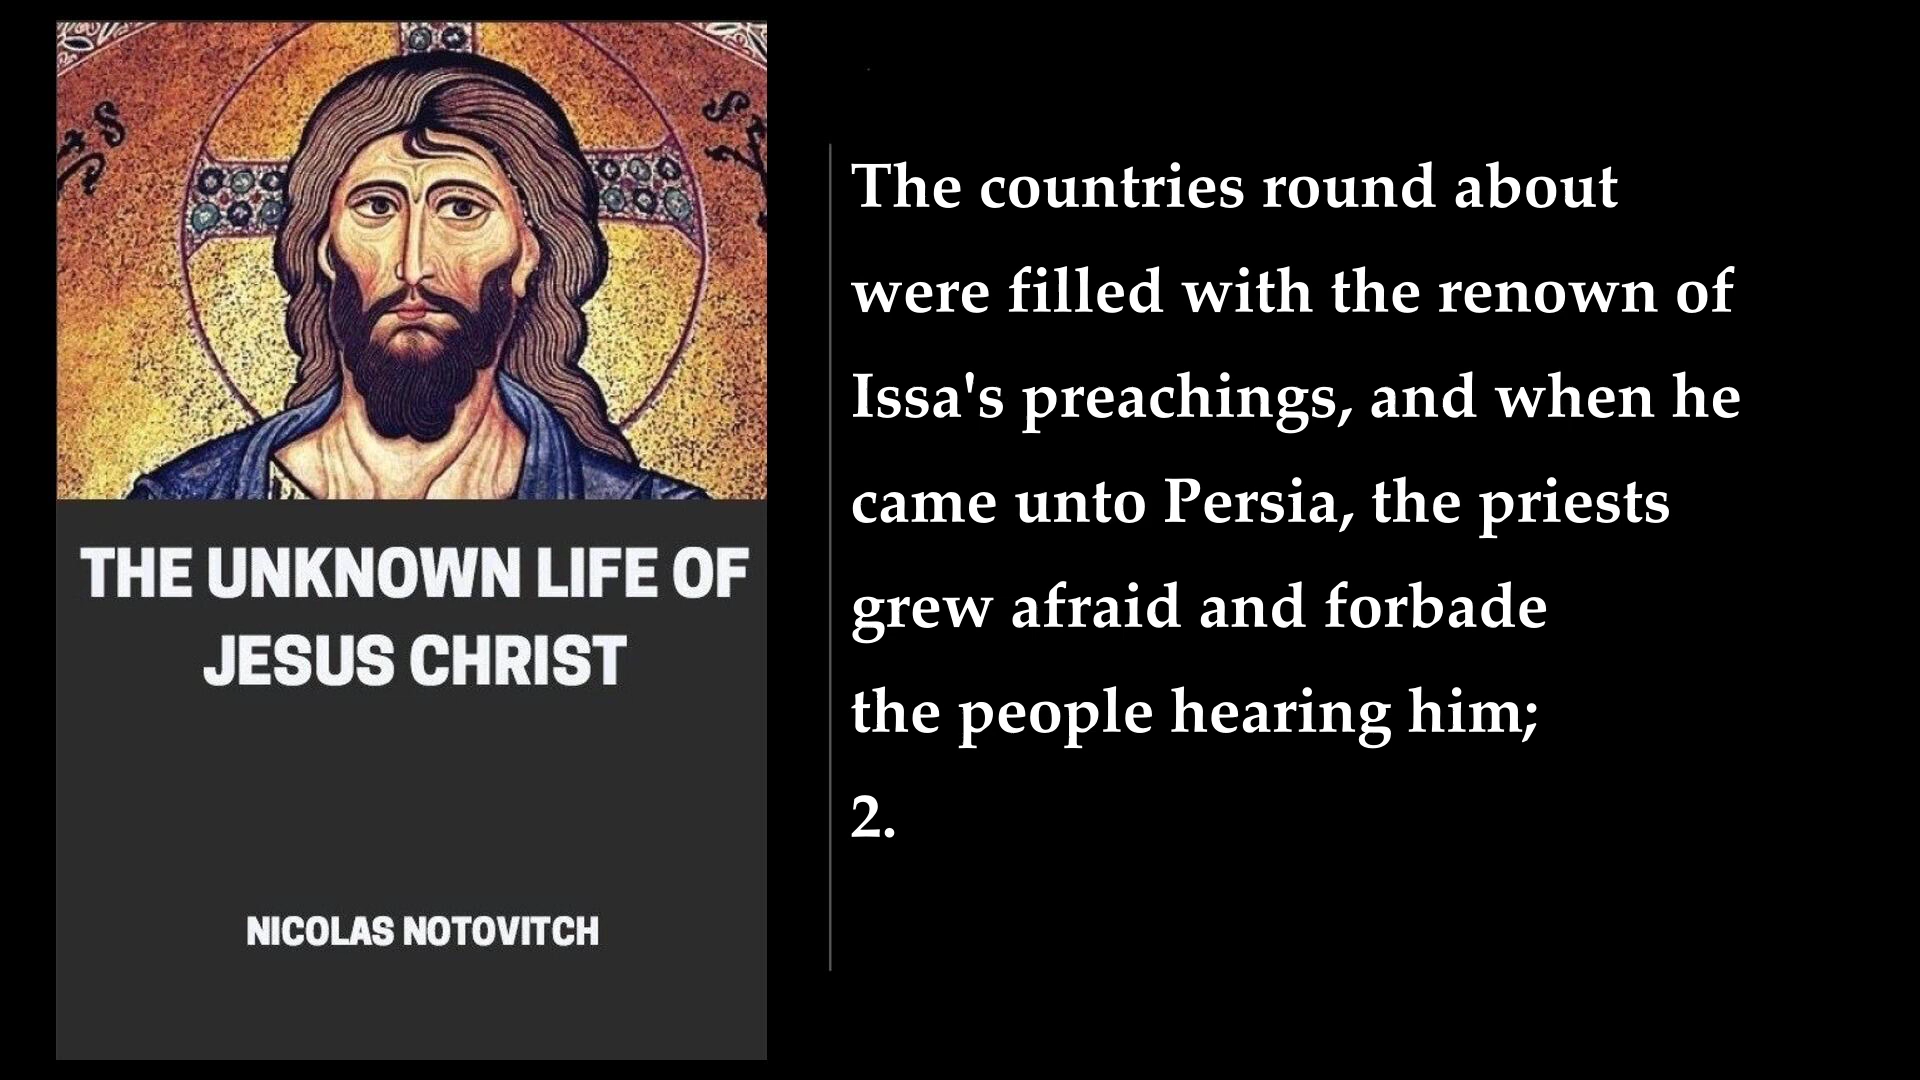 THE UNKNOWN LIFE OF
JESUS CHRIST
NICOLAS NOTOVITCH
The countries round about
were filled with the renown of
Issa's preachings, and when he
came unto Persia, the priests
grew afraid and forbade
the people hearing him;
2.